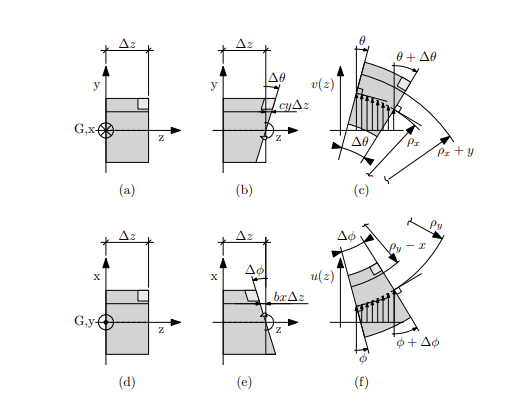 Δz
Δz
θ
θ + Δθ
y
y
Δθ
v(z)
cyΔz
G,x
z
z
Δθ
ρx
ρx + y
(a)
(b)
(c)
Δz
Δz
Δϕ
ρy
ρy − x
x
x
Δϕ
u(z)
bxΔz
G,y
z
z
ϕ
ϕ + Δϕ
(d)
(e)
(f)